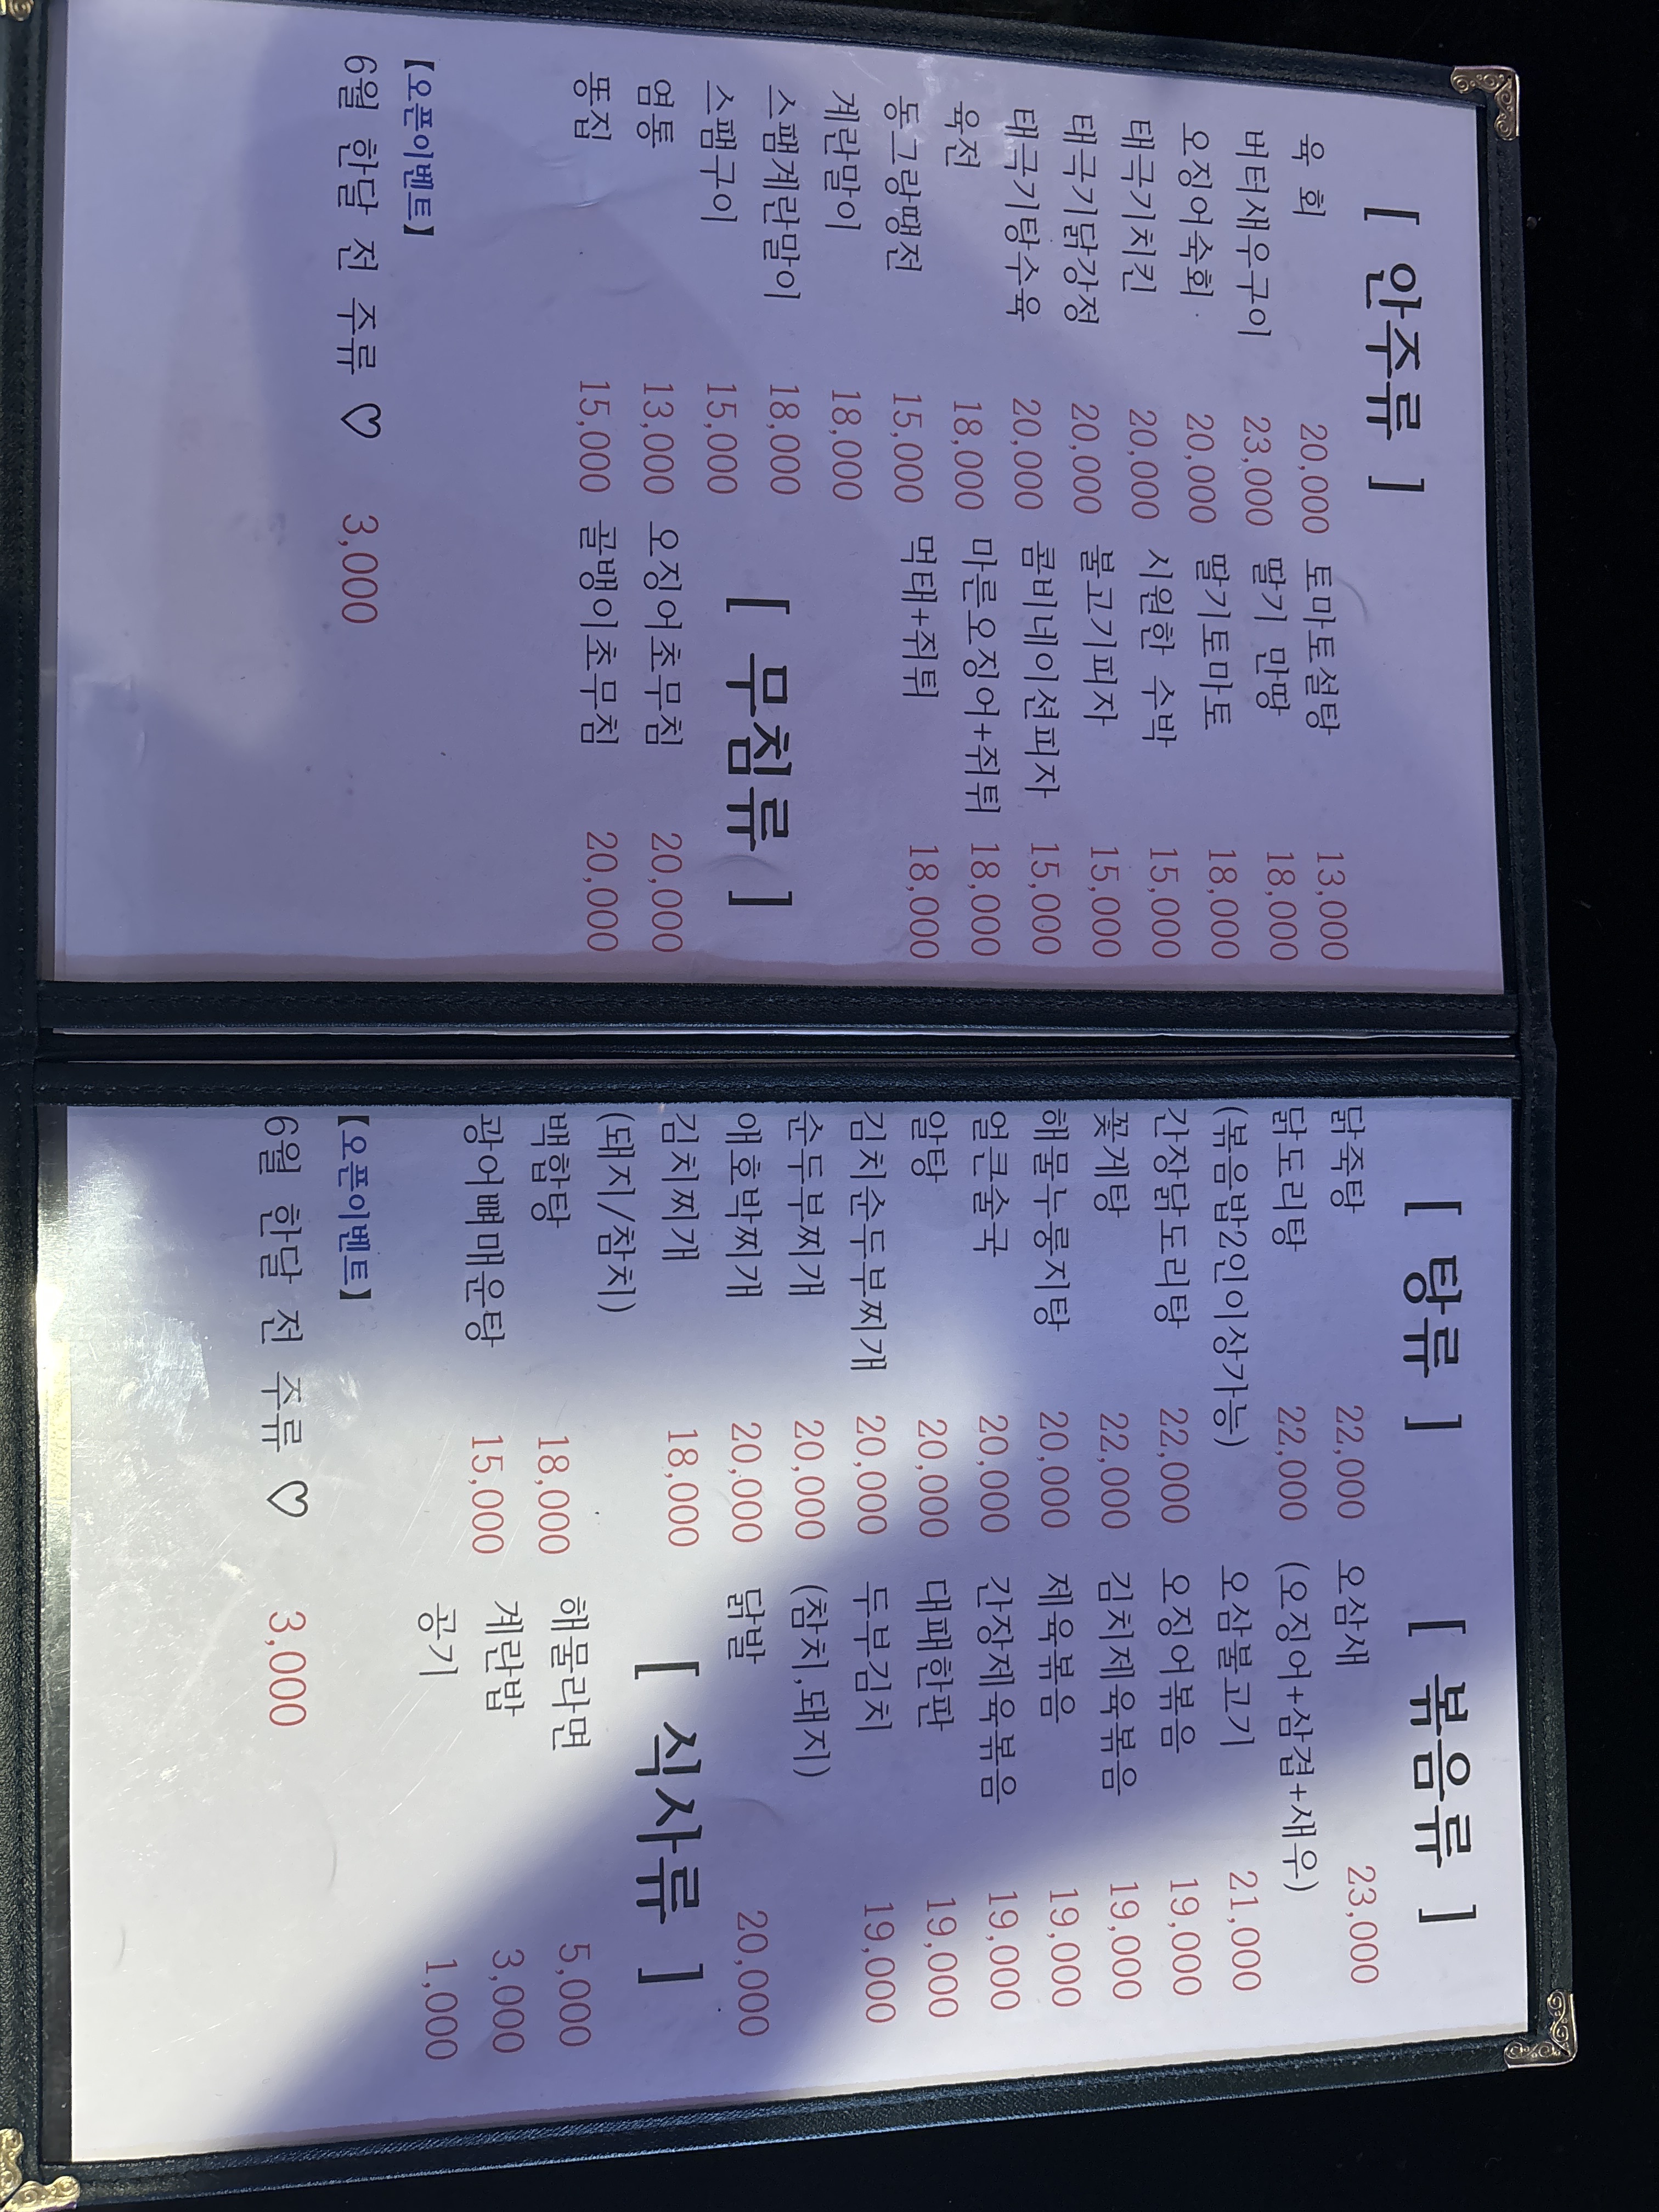 [ 안주류 ]
육 회 20,000 토마토설탕 13,000
버터새우구이 23,000 딸기 만땅 18,000
오징어숙회 20,000 딸기토마토 18,000
태극기치킨 20,000 시원한 수박 15,000
태극기닭강정 20,000 불고기피자 15,000
태극기탕수육 20,000 콤비네이션피자 15,000
육전 18,000 마른오징어+쥐튀 18,000
동그랑땡전 15,000 먹태+쥐튀 18,000
계란말이 18,000
스팸계란말이 18,000
[ 무침류 ]
스팸구이 15,000
염통 13,000 오징어초무침 20,000
똥집 15,000 골뱅이초무침 20,000
【오픈이벤트】
6월 한달 전 주류 ♡ 3,000
[ 탕류 ] [ 볶음류 ]
닭죽탕 22,000 오삼새 23,000
닭도리탕 22,000 (오징어+삼겹+새우)
(볶음밥2인이상가능) 오삼불고기 21,000
간장닭도리탕 22,000 오징어볶음 19,000
꽃게탕 22,000 김치제육볶음 19,000
해물누룽지탕 20,000 제육볶음 19,000
얼큰술국 20,000 간장제육볶음 19,000
알탕 20,000 대패한판 19,000
김치순두부찌개 20,000 두부김치 19,000
순두부찌개 20,000 (참치,돼지)
애호박찌개 20,000 닭발 20,000
김치찌개 18,000
(돼지/참치)
[ 식사류 ]
백합탕 18,000 해물라면 5,000
광어뼈매운탕 15,000 계란밥 3,000
공기 1,000
【오픈이벤트】
6월 한달 전 주류 ♡ 3,000